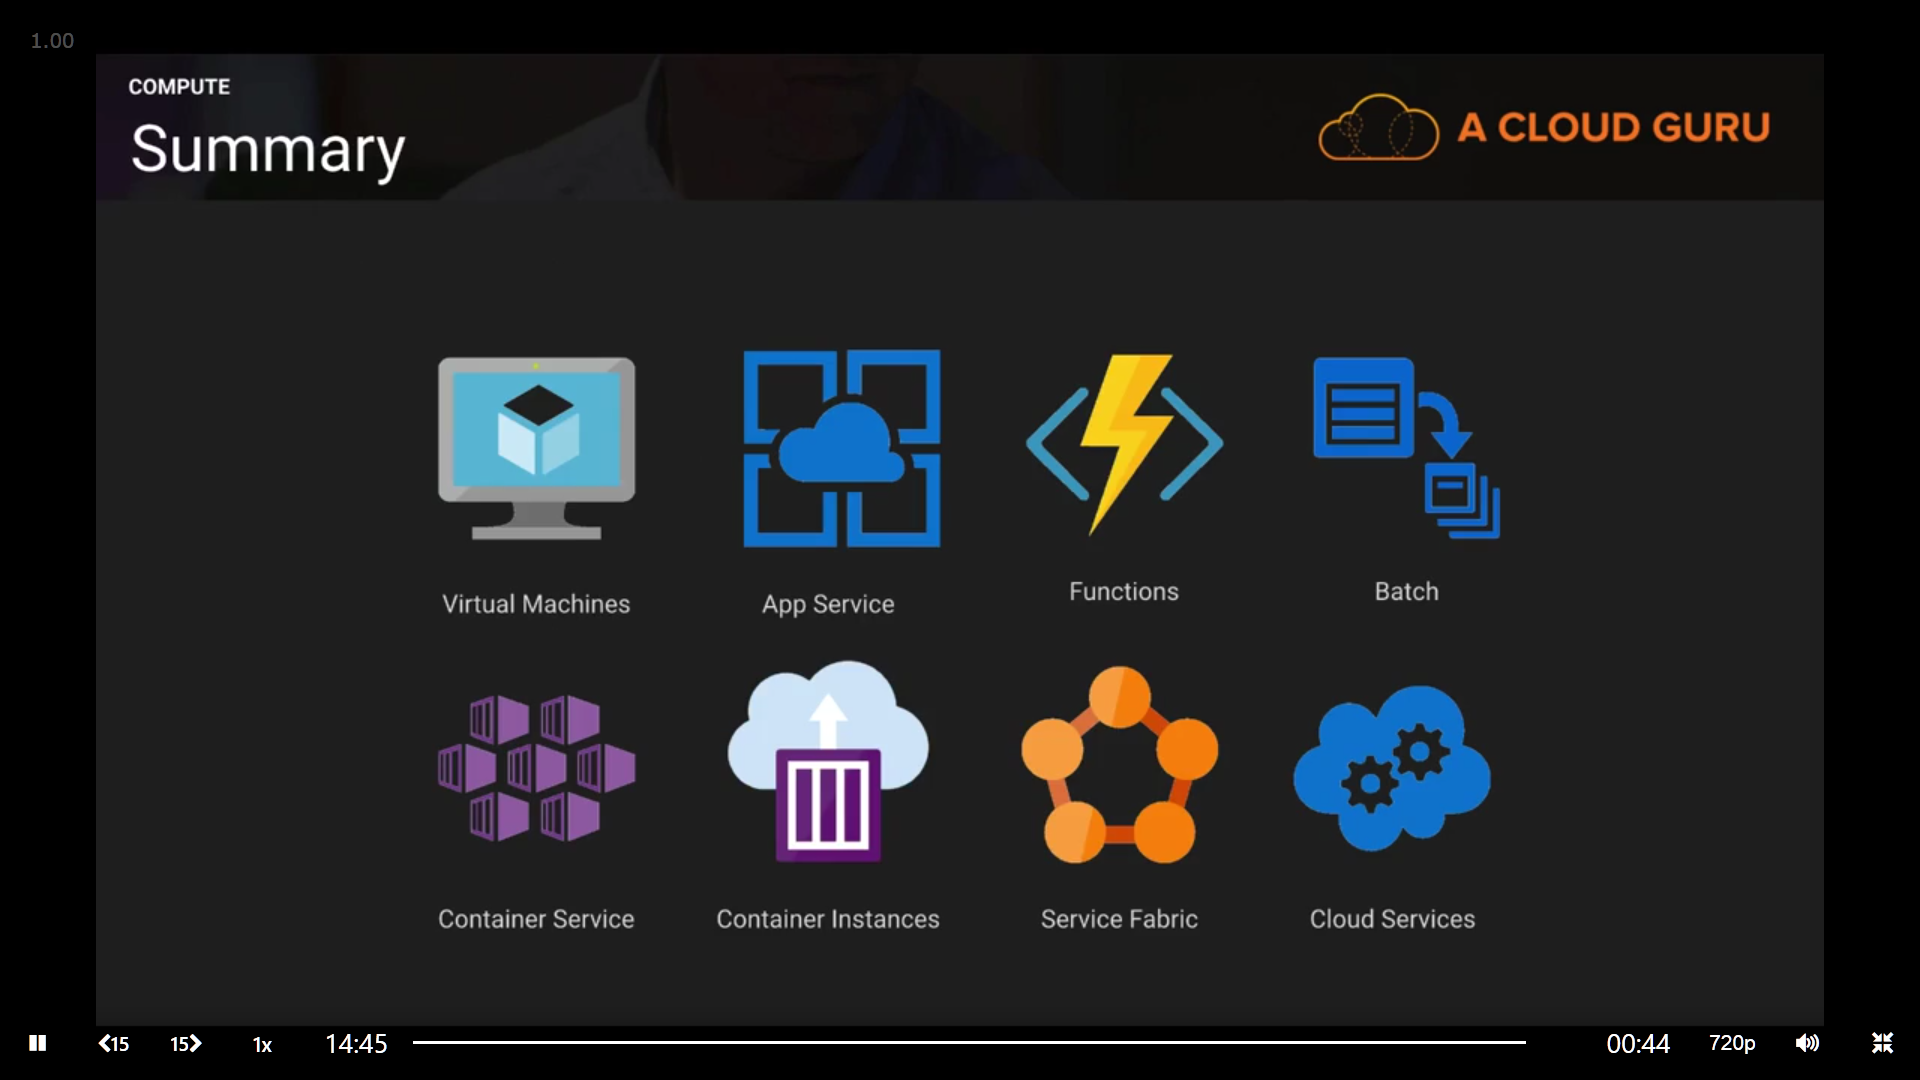 1.00
COMPUTE
Summary
A CLOUD GURU
Virtual Machines
App Service
Functions
Batch
Container Service
Container Instances
Service Fabric
Cloud Services
15
15
1x
14:45
00:44
720p